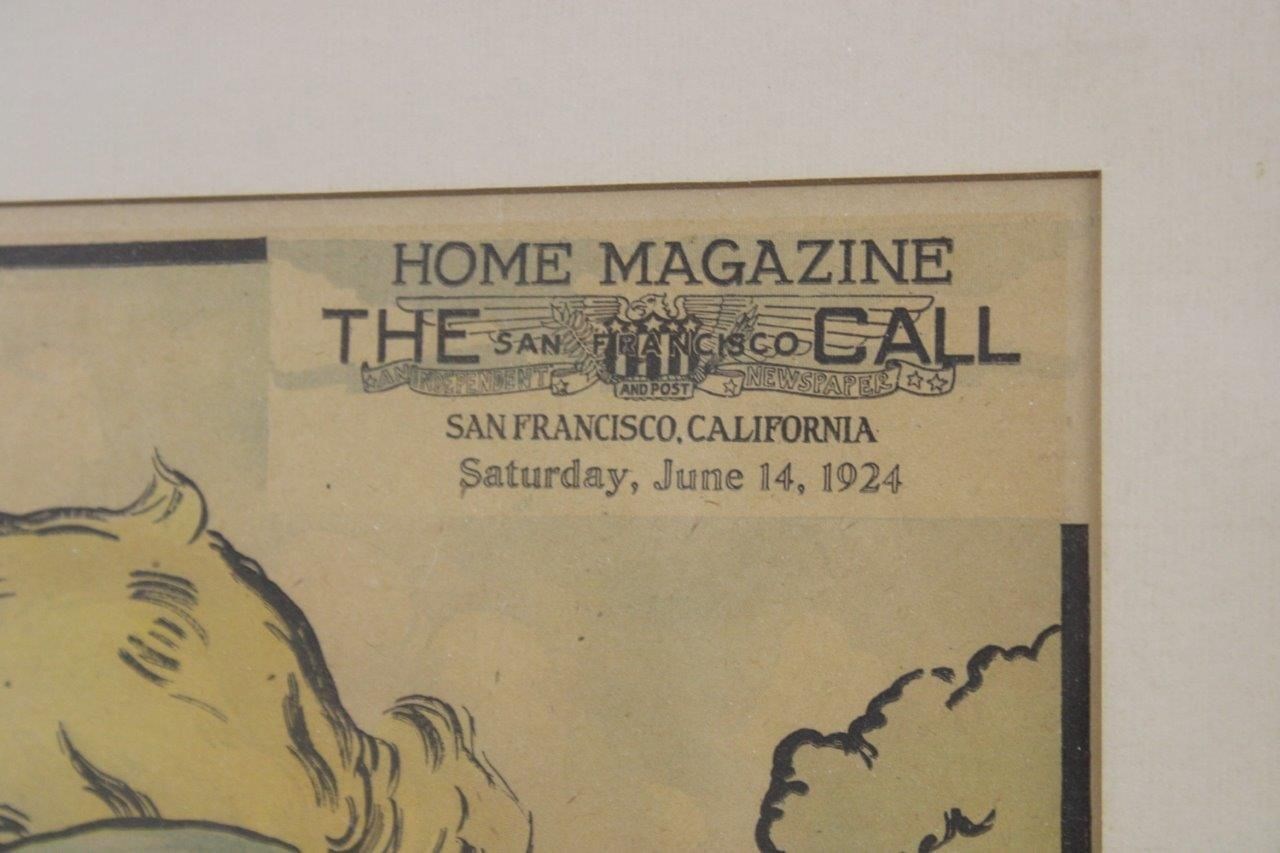 HOME MAGAZINE
THE SAN FRANCISCO CALL
AN INDEPENDENT AND POST NEWSPAPER
SAN FRANCISCO, CALIFORNIA
Saturday, June 14, 1924